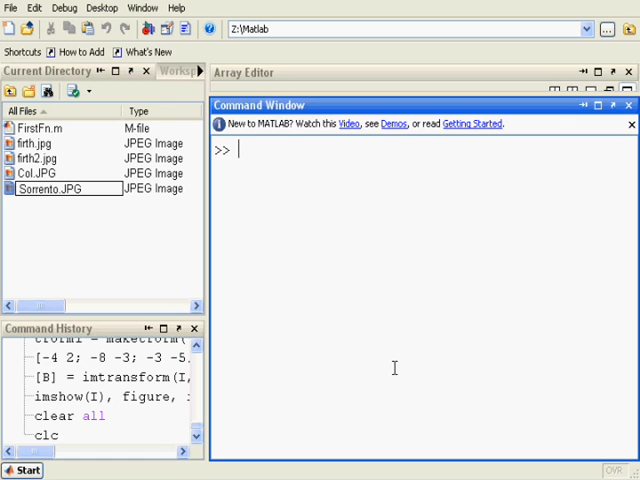 File Edit Debug Desktop Window Help
Z:\Matlab
Shortcuts How to Add What's New
Current Directory
Array Editor
Command Window
New to MATLAB? Watch this Video, see Demos, or read Getting Started.
All Files Type
FirstFn.m M-file
firth.jpg JPEG Image
firth2.jpg JPEG Image
Col.JPG JPEG Image
Sorrento.JPG JPEG Image
>>
Command History
[-4 2; -8 -3; -3 -5
[B] = imtransform(I,
imshow(I), figure,
clear all
clc
Start
OVR